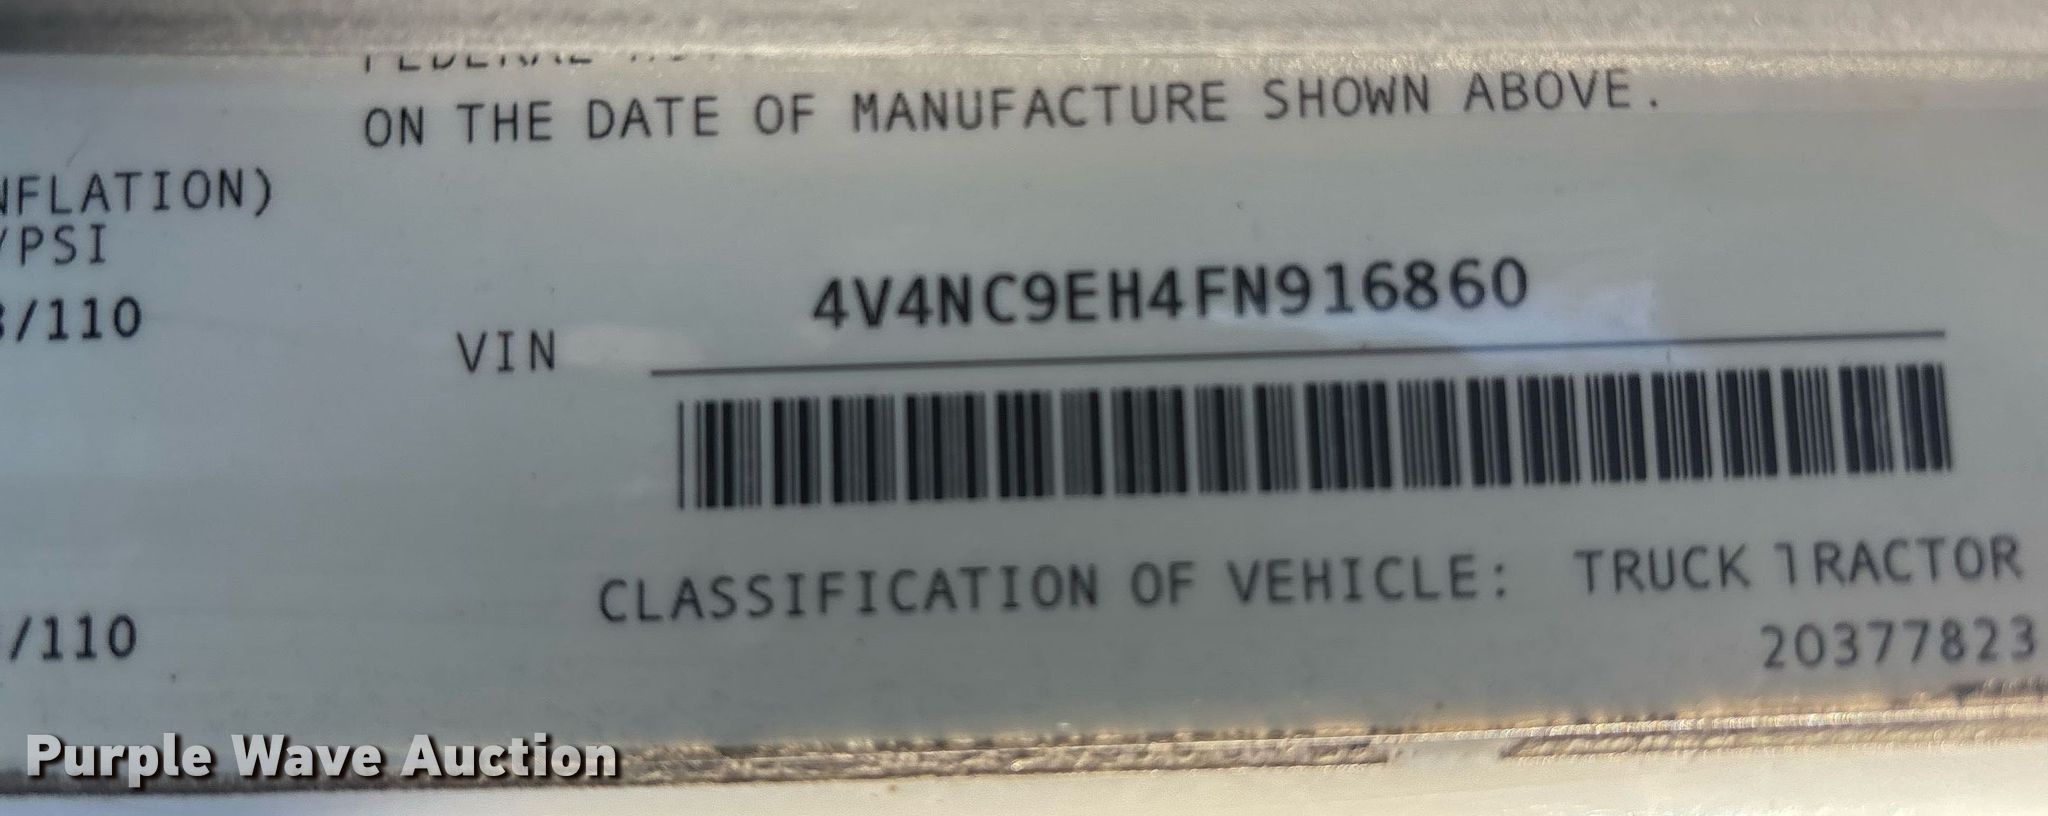 ON THE DATE OF MANUFACTURE SHOWN ABOVE.
NFLATION)
/PSI
/110
VIN 4V4NC9EH4FN916860
CLASSIFICATION OF VEHICLE: TRUCK TRACTOR
/110
20377823
Purple Wave Auction